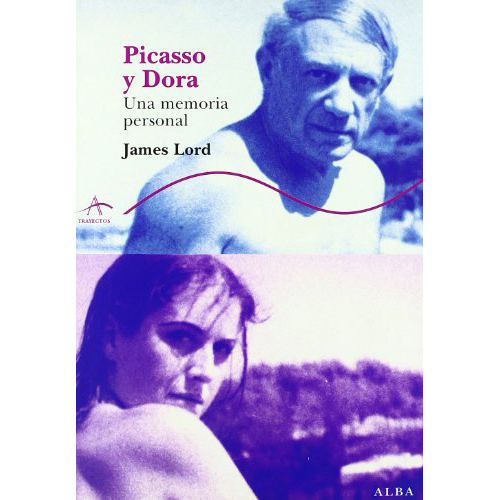 Picasso
y Dora
Una memoria
personal
James Lord
TRAYECTOS
ALBA